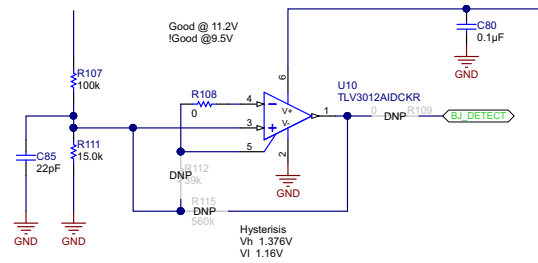 Good @ 11.2V
!Good @9.5V
C80
0.1µF
GND
R107
100k
R108
0
U10
TLV3012AIDCKR
6
4
V+
1
3
V-
5
2
0
DNP
R109
BJ_DETECT
C85
22pF
R111
15.0k
R112
DNP
39k
GND
R115
DNP
560k
GND
GND
Hysterisis
Vh 1.376V
Vl 1.16V